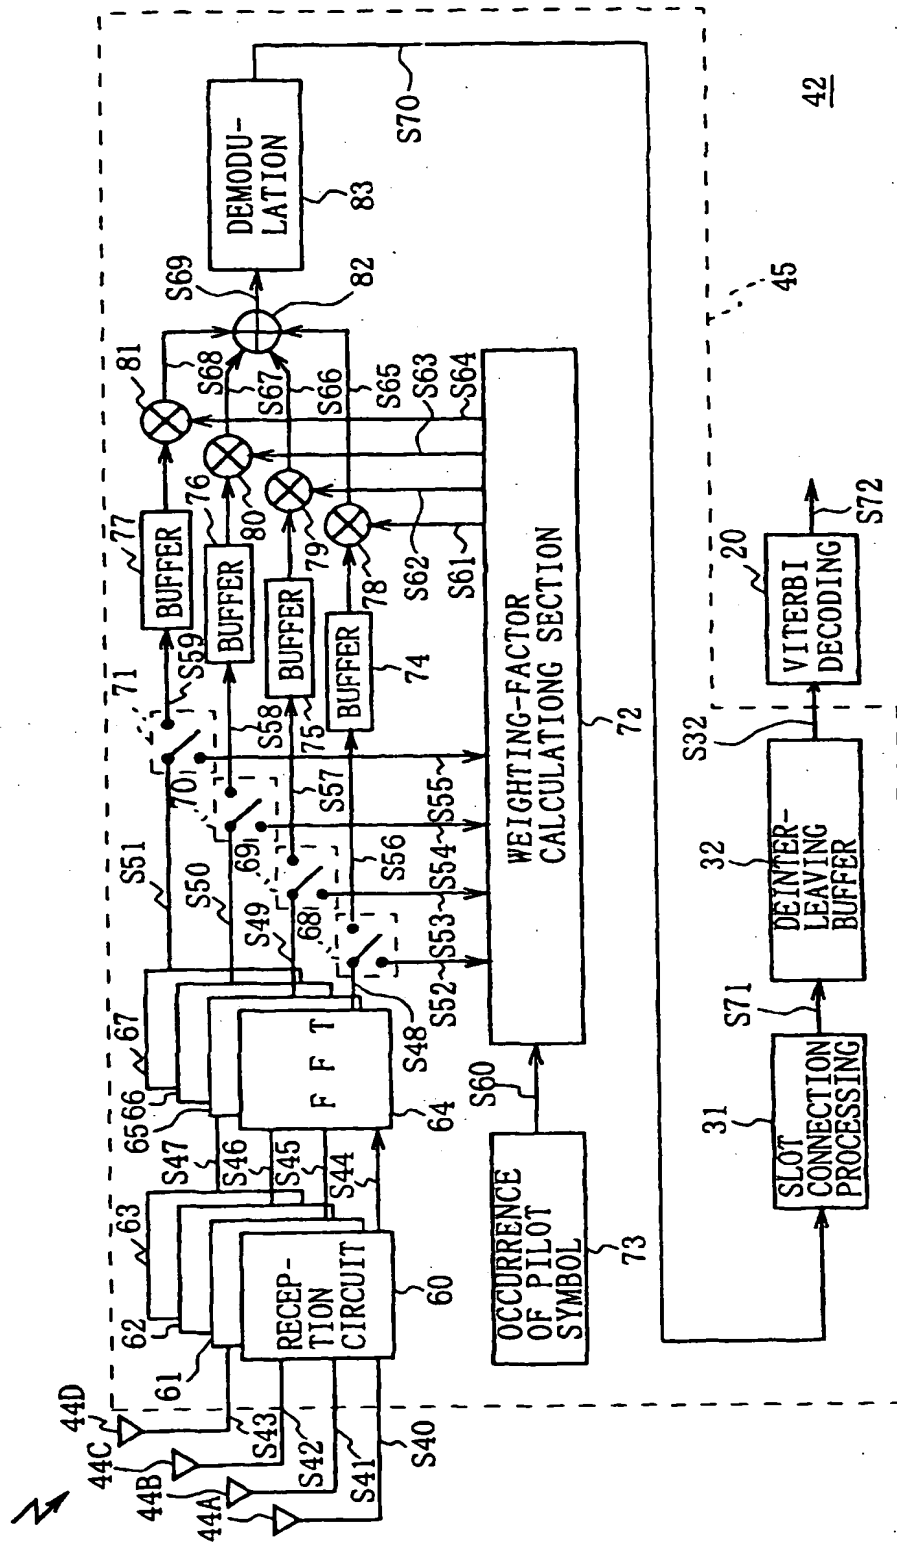 44A
44B
44C
44D
S40
S41
S42
S43
61
62
63
RECEP-
TION
CIRCUIT
60
S44
S45
S46
S47
65
66
67
F F T
64
S48
S49
S50
S51
68
69
70
71
S52
S53
S54
S55
S56
S57
S58
S59
BUFFER
77
BUFFER
76
BUFFER
75
BUFFER
74
81
80
79
78
S68
S67
S66
S65
S61
S62
S63
S64
S69
82
DEMODU-
LATION
83
S70
OCCURRENCE
OF PILOT
SYMBOL
73
S60
WEIGHTING-FACTOR
CALCULATIONG SECTION
72
SLOT
CONNECTION
PROCESSING
31
S71
DEINTER-
LEAVING
BUFFER
32
S32
VITERBI
DECODING
20
S72
45
42